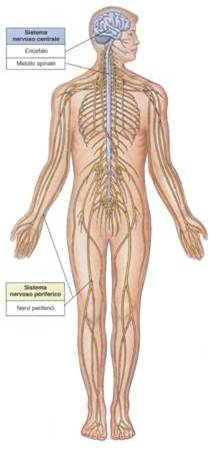 Sistema
nervoso centrale
Encefalo
Midollo spinale
Sistema
nervoso periferico
Nervi periferici